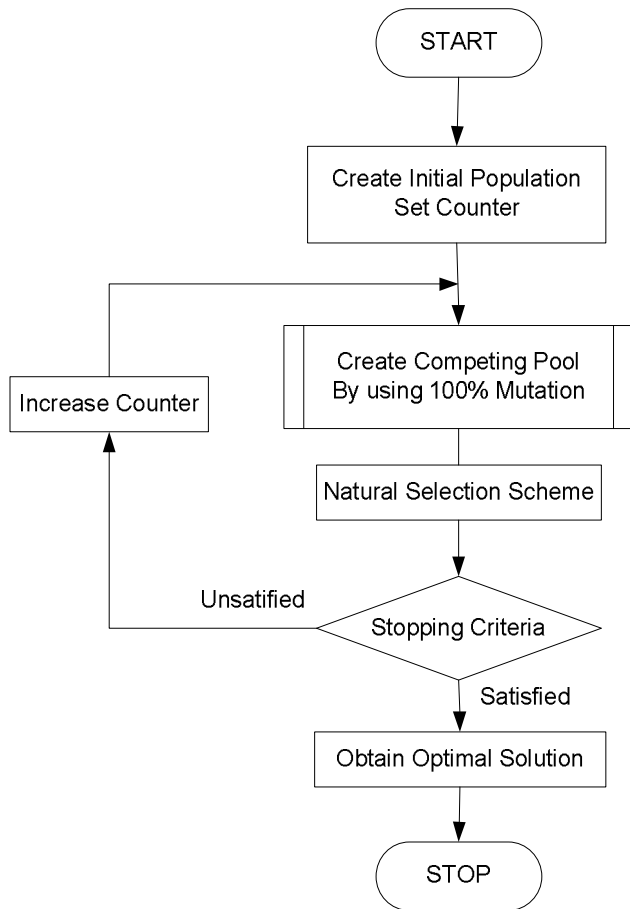 START
Create Initial Population
Set Counter
Create Competing Pool
By using 100% Mutation
Increase Counter
Natural Selection Scheme
Unsatified
Stopping Criteria
Satisfied
Obtain Optimal Solution
STOP